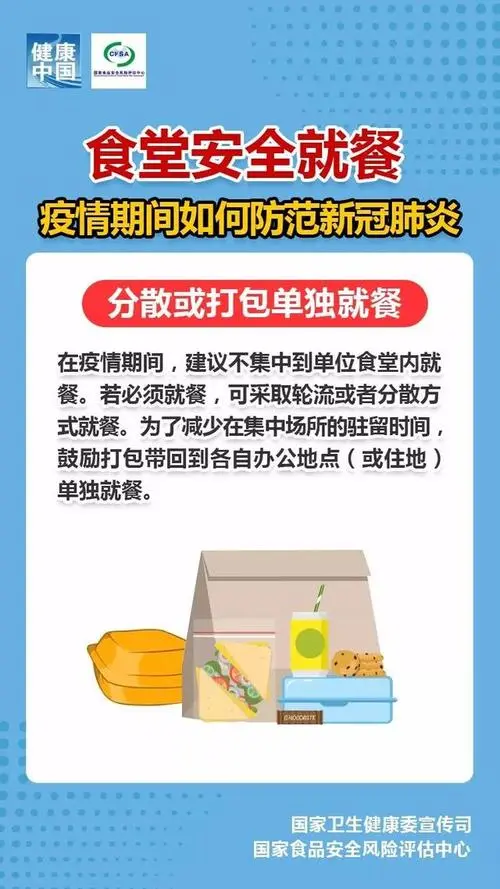 健康
中国
CFSA
国家食品安全风险评估中心
食堂安全就餐
疫情期间如何防范新冠肺炎
分散或打包单独就餐
在疫情期间，建议不集中到单位食堂内就
餐。若必须就餐，可采取轮流或者分散方
式就餐。为了减少在集中场所的驻留时间，
鼓励打包带回到各自办公地点（或住地）
单独就餐。
CHOCOLATE
国家卫生健康委宣传司
国家食品安全风险评估中心